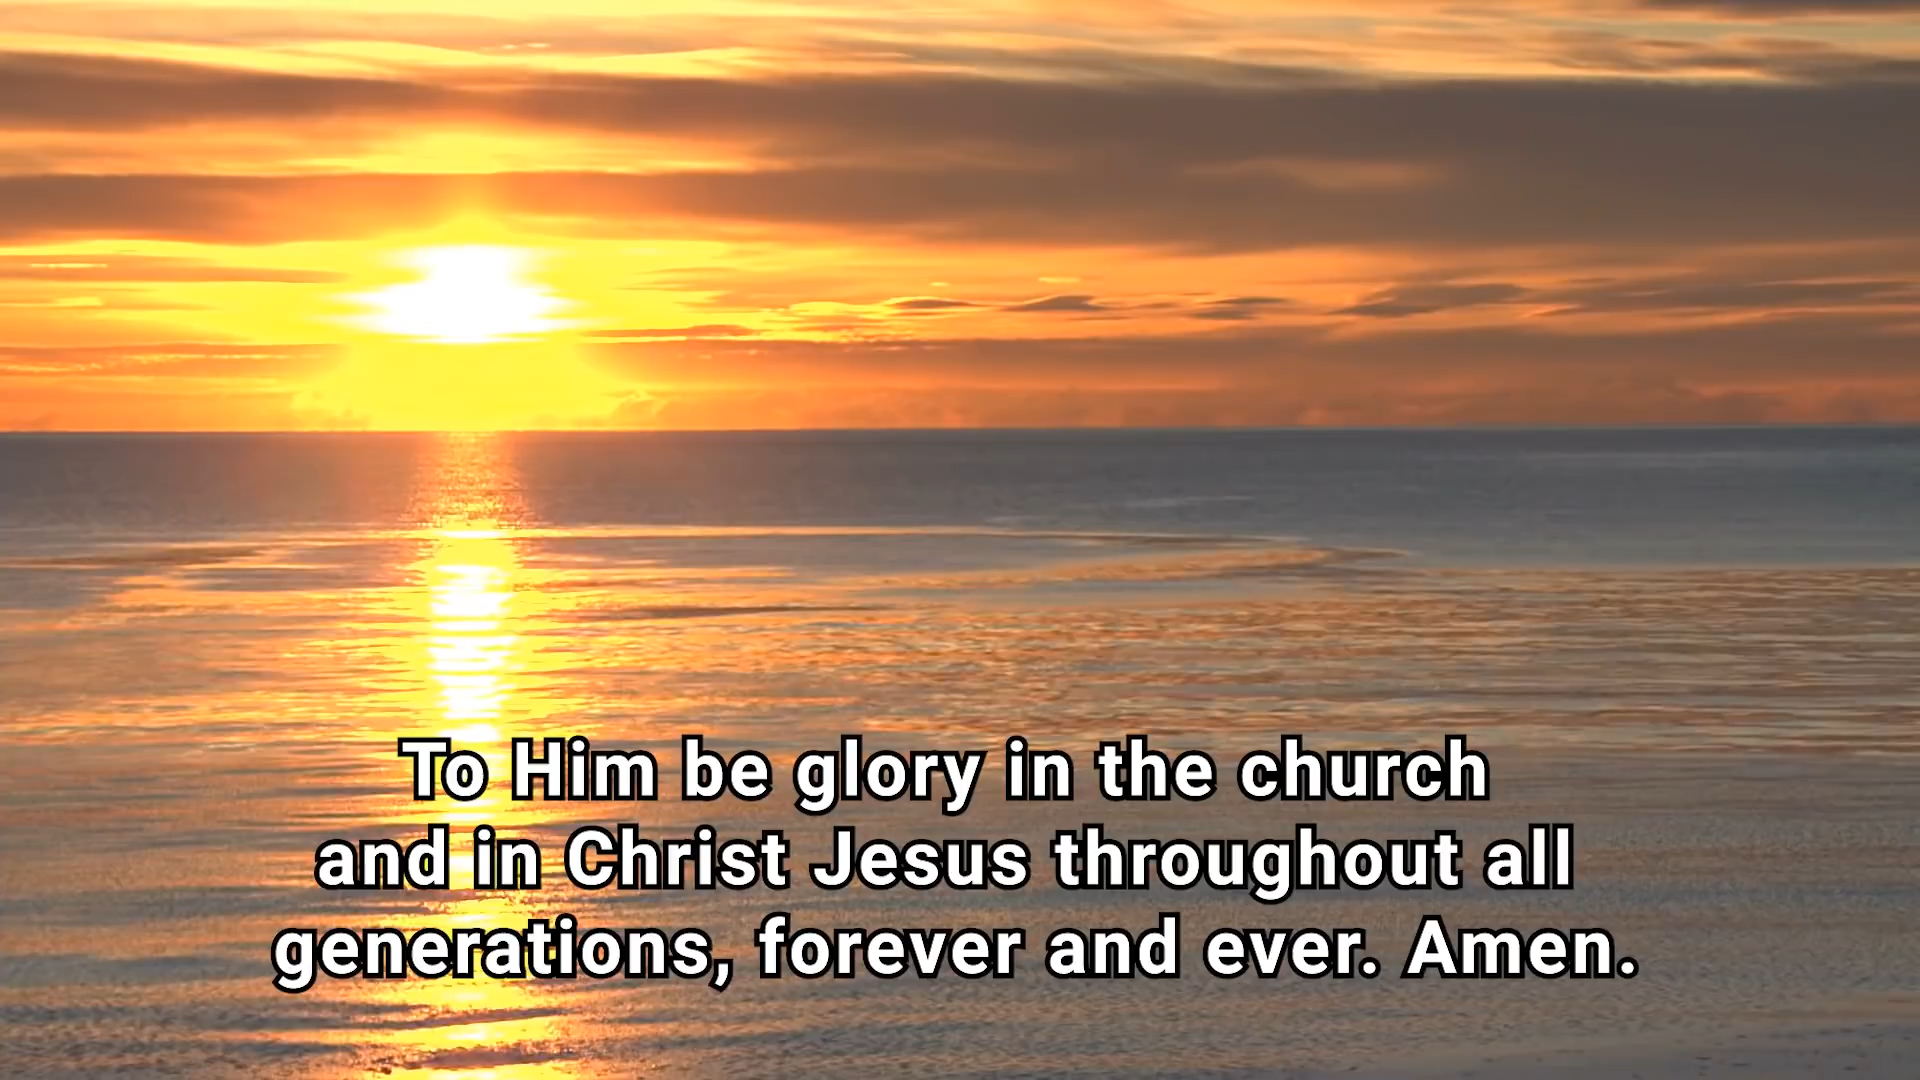 To Him be glory in the church
and in Christ Jesus throughout all
generations, forever and ever. Amen.